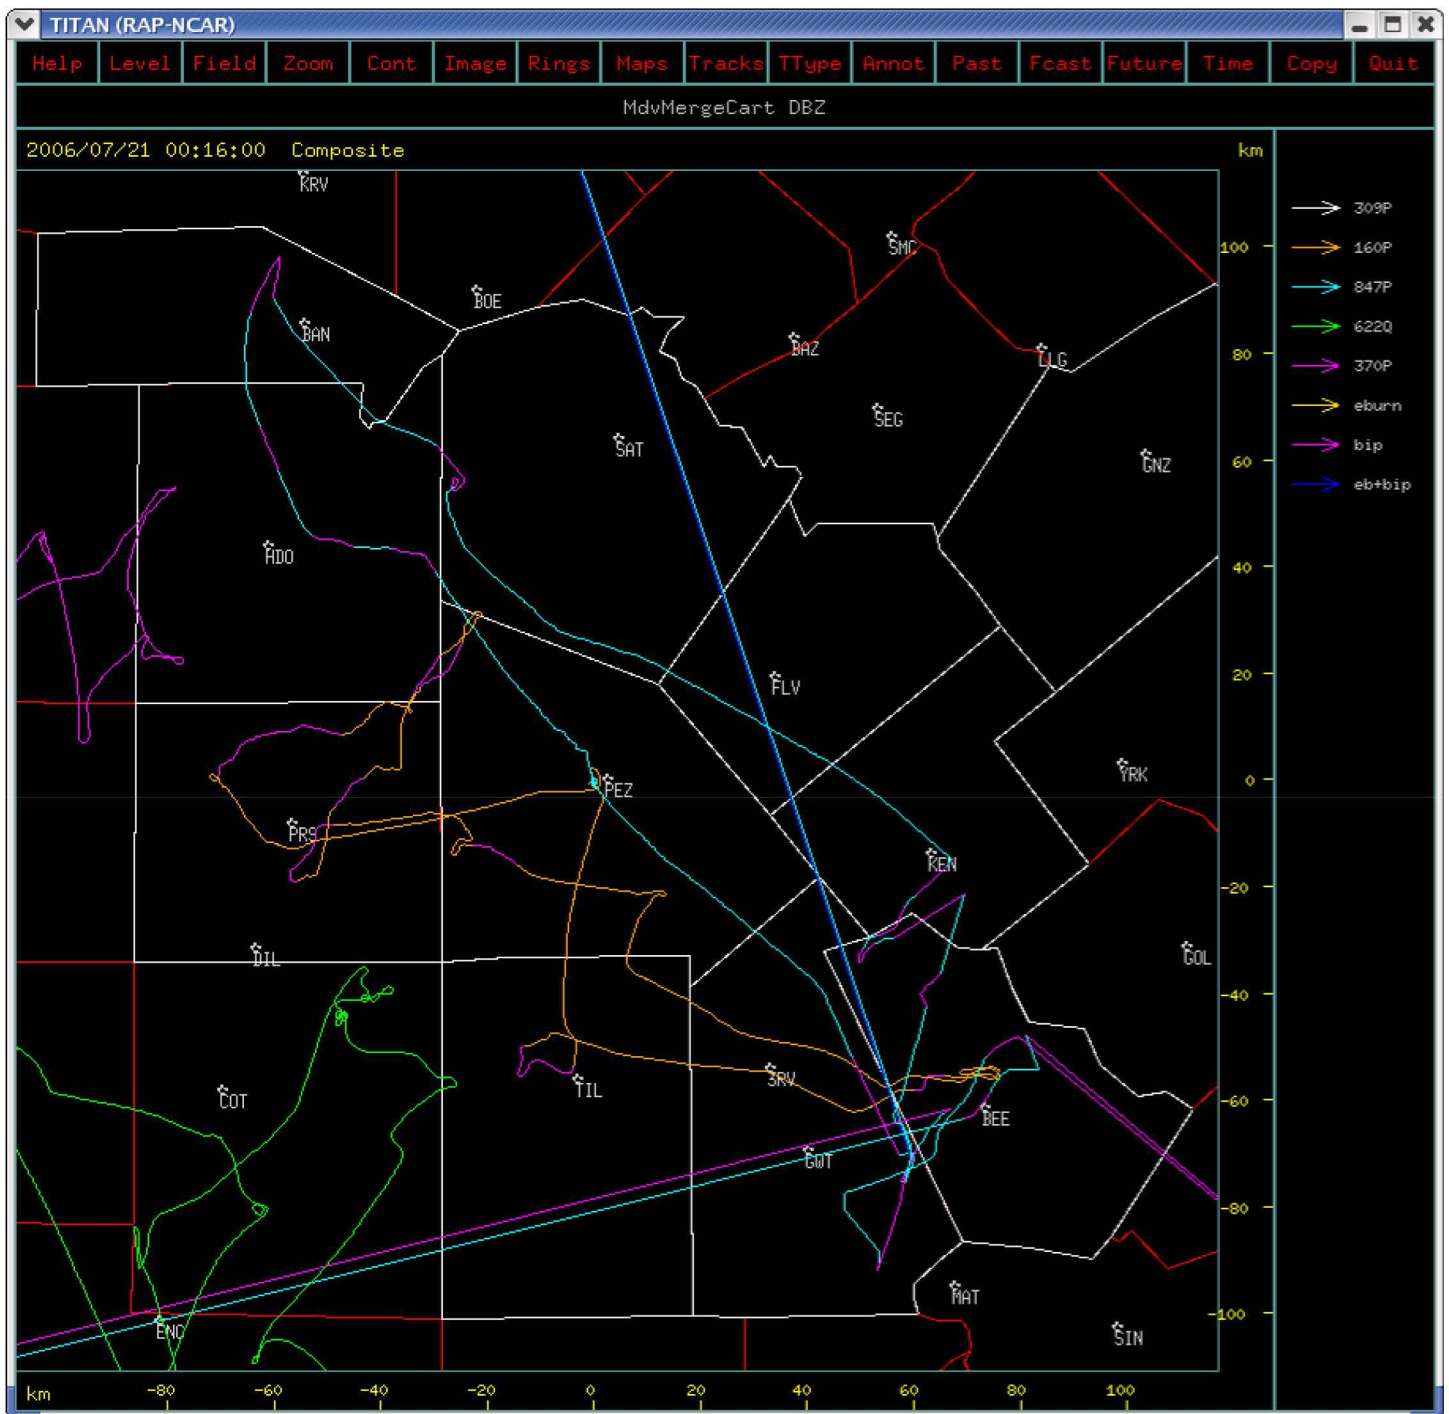 TITAN (RAP-NCAR)
Help Level Field Zoom Cont Image Rings Maps Tracks TType Annot Past Fcast Future Time Copy Quit
MdvMergeCart DBZ
2006/07/21 00:16:00 Composite km
KRV
309P
SMC
160P
100
BOE
847P
BAN
622Q
BAZ
LLG
80
370P
SEG
eburn
SAT
bip
GNZ
60
eb+bip
ADO
40
FLV
20
YRK
0
PEZ
PRS
KEN
-20
DIL
GOL
-40
SRV
TIL
COT
-60
BEE
GWT
-80
MAT
-100
ENC
SIN
km -80 -60 -40 -20 0 20 40 60 80 100